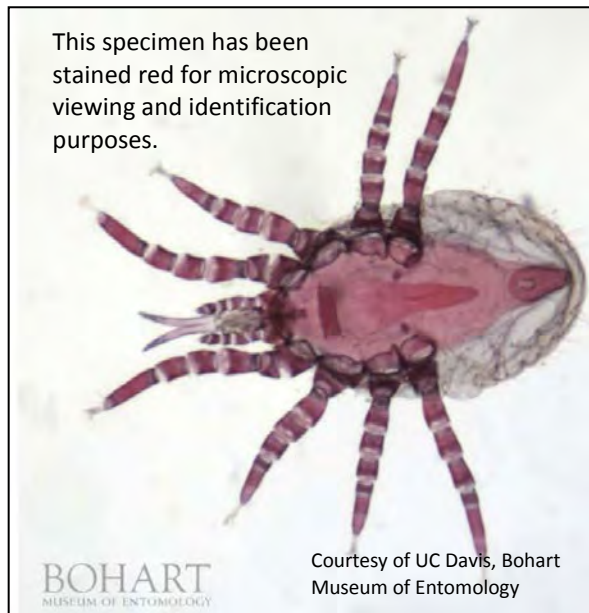 This specimen has been
stained red for microscopic
viewing and identification
purposes.
BOHART
MUSEUM OF ENTOMOLOGY
Courtesy of UC Davis, Bohart
Museum of Entomology